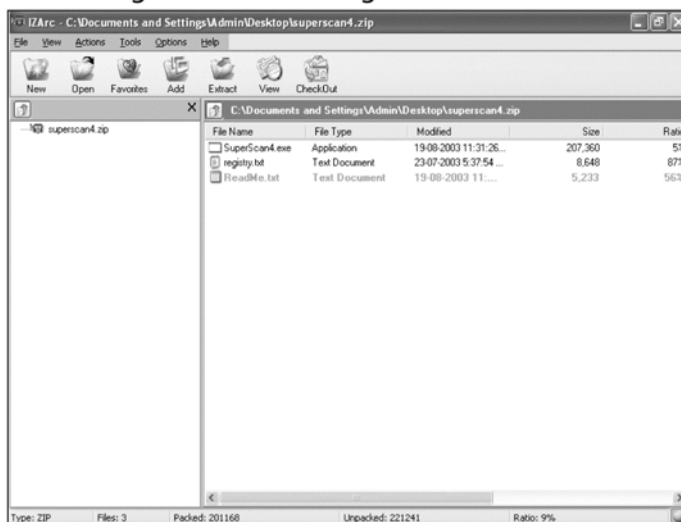 IZArc - C:\Documents and Settings\Admin\Desktop\superscan4.zip
File View Actions Tools Options Help
New Open Favorites Add Extract View CheckOut
C:\Documents and Settings\Admin\Desktop\superscan4.zip
superscan4.zip
File Name File Type Modified Size Ratio
SuperScan4.exe Application 19-08-2003 11:31:26... 207,360 5%
registry.txt Text Document 23-07-2003 5:37:54 ... 8,648 87%
ReadMe.txt Text Document 19-08-2003 11:... 5,233 56%
Type: ZIP Files: 3 Packed: 201168 Unpacked: 221241 Ratio: 9%